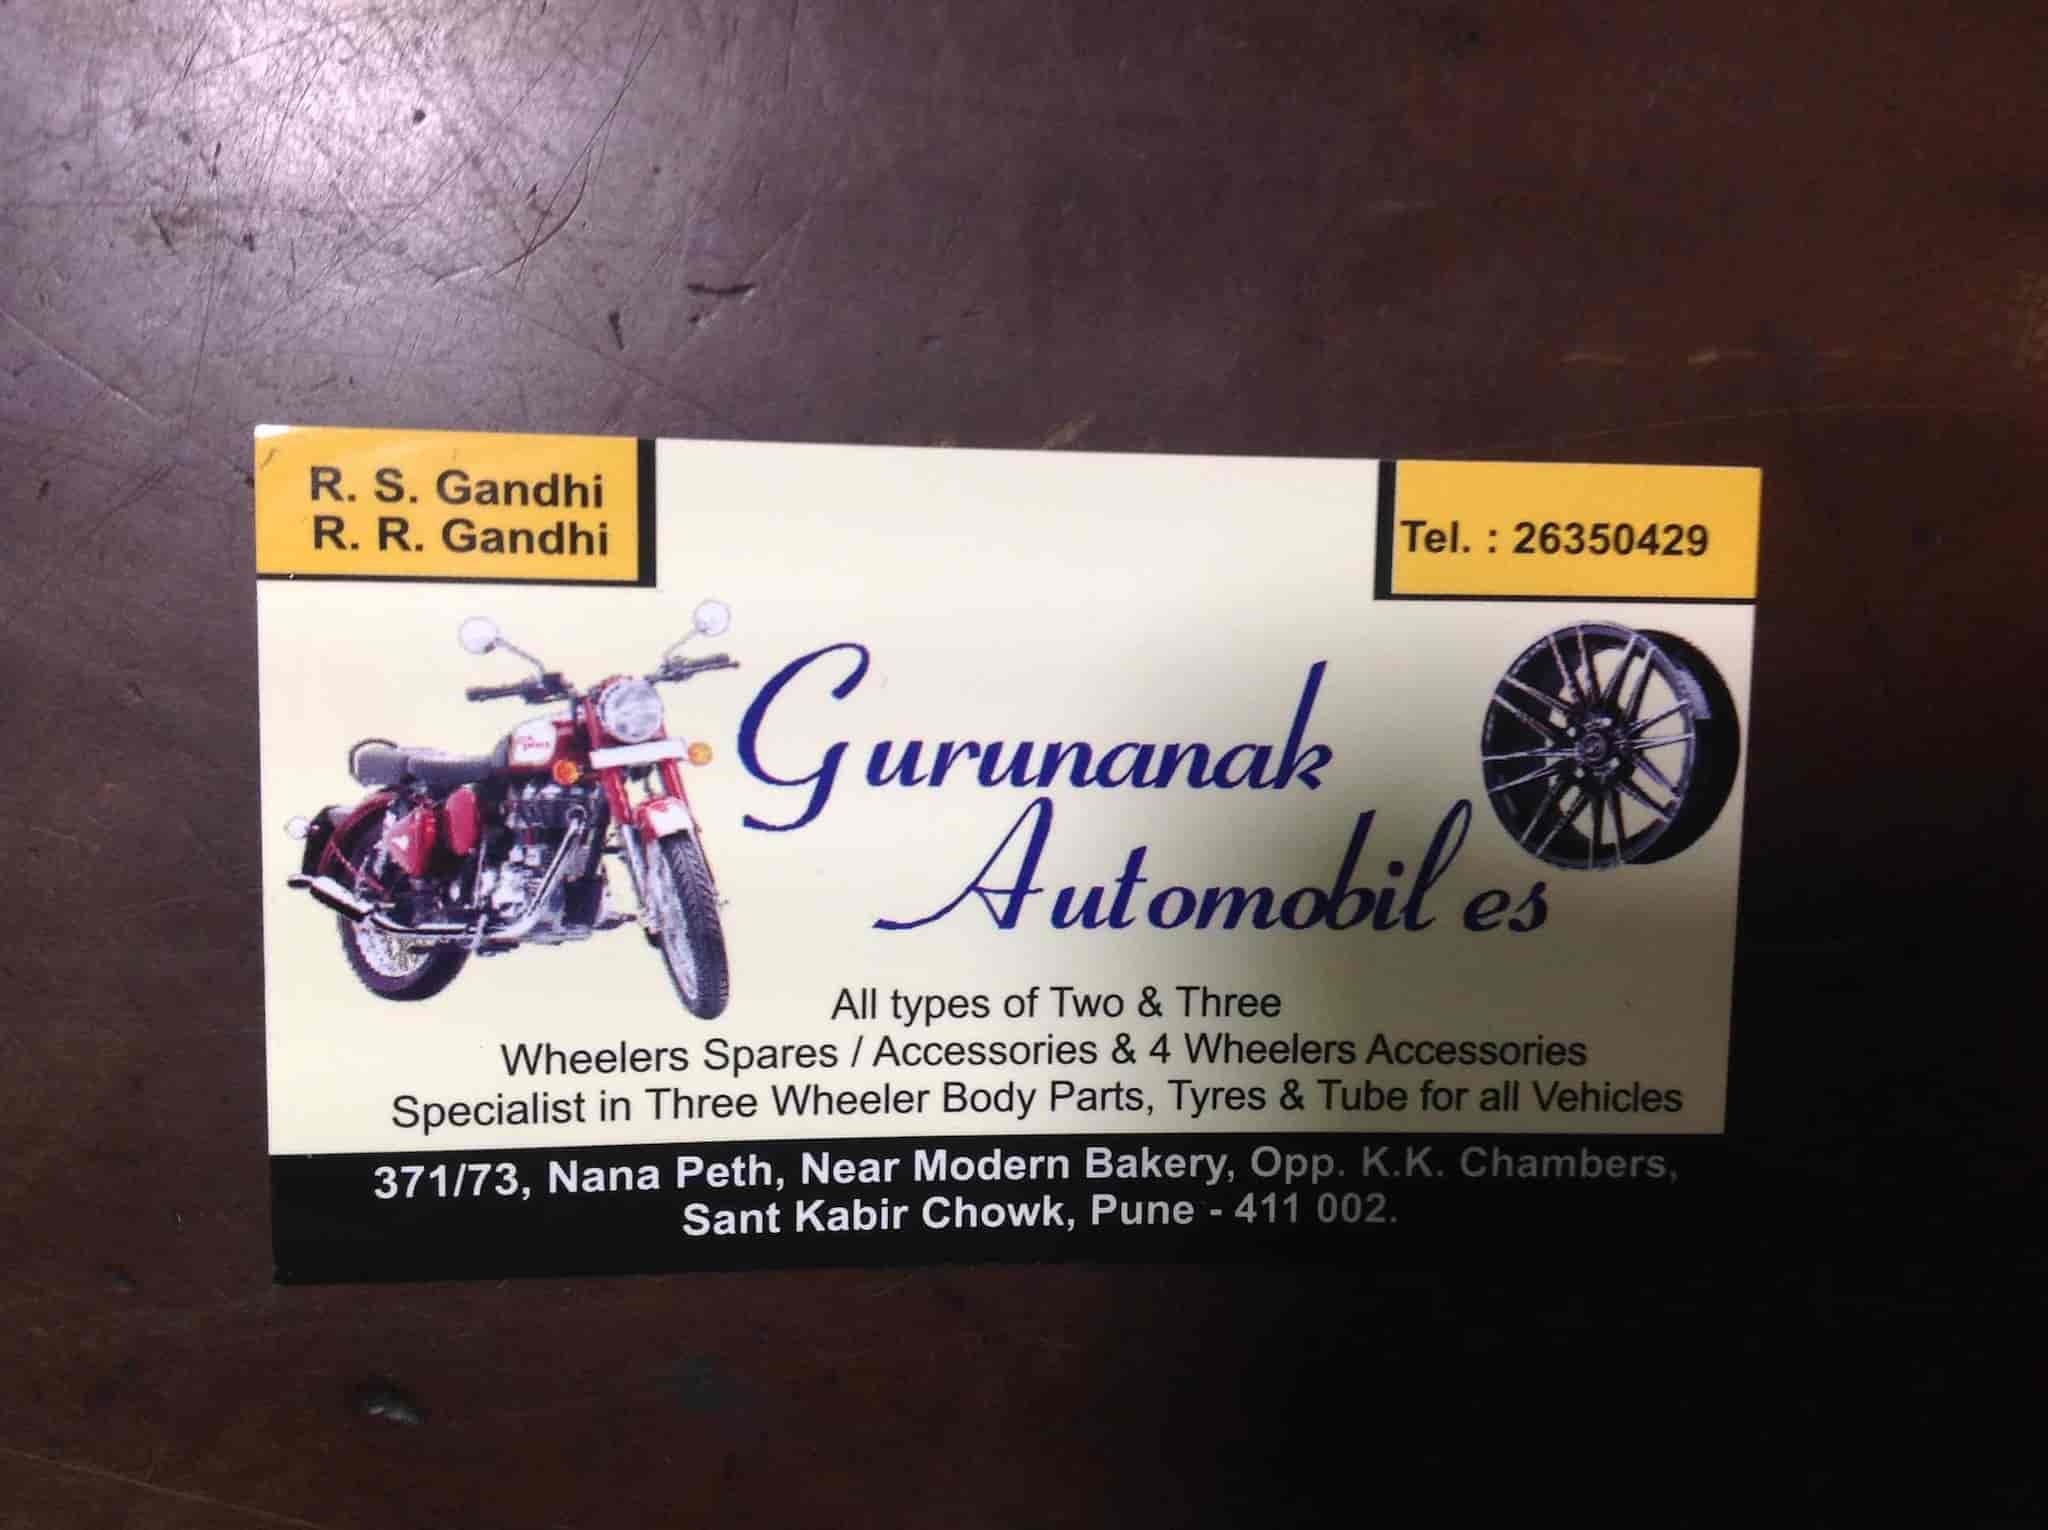 R. S. Gandhi
R. R. Gandhi
Tel. : 26350429
Gurunanak
Automobiles
All types of Two & Three
Wheelers Spares / Accessories & 4 Wheelers Accessories
Specialist in Three Wheeler Body Parts, Tyres & Tube for all Vehicles
371/73, Nana Peth, Near Modern Bakery, Opp. K.K. Chambers,
Sant Kabir Chowk, Pune - 411 002.